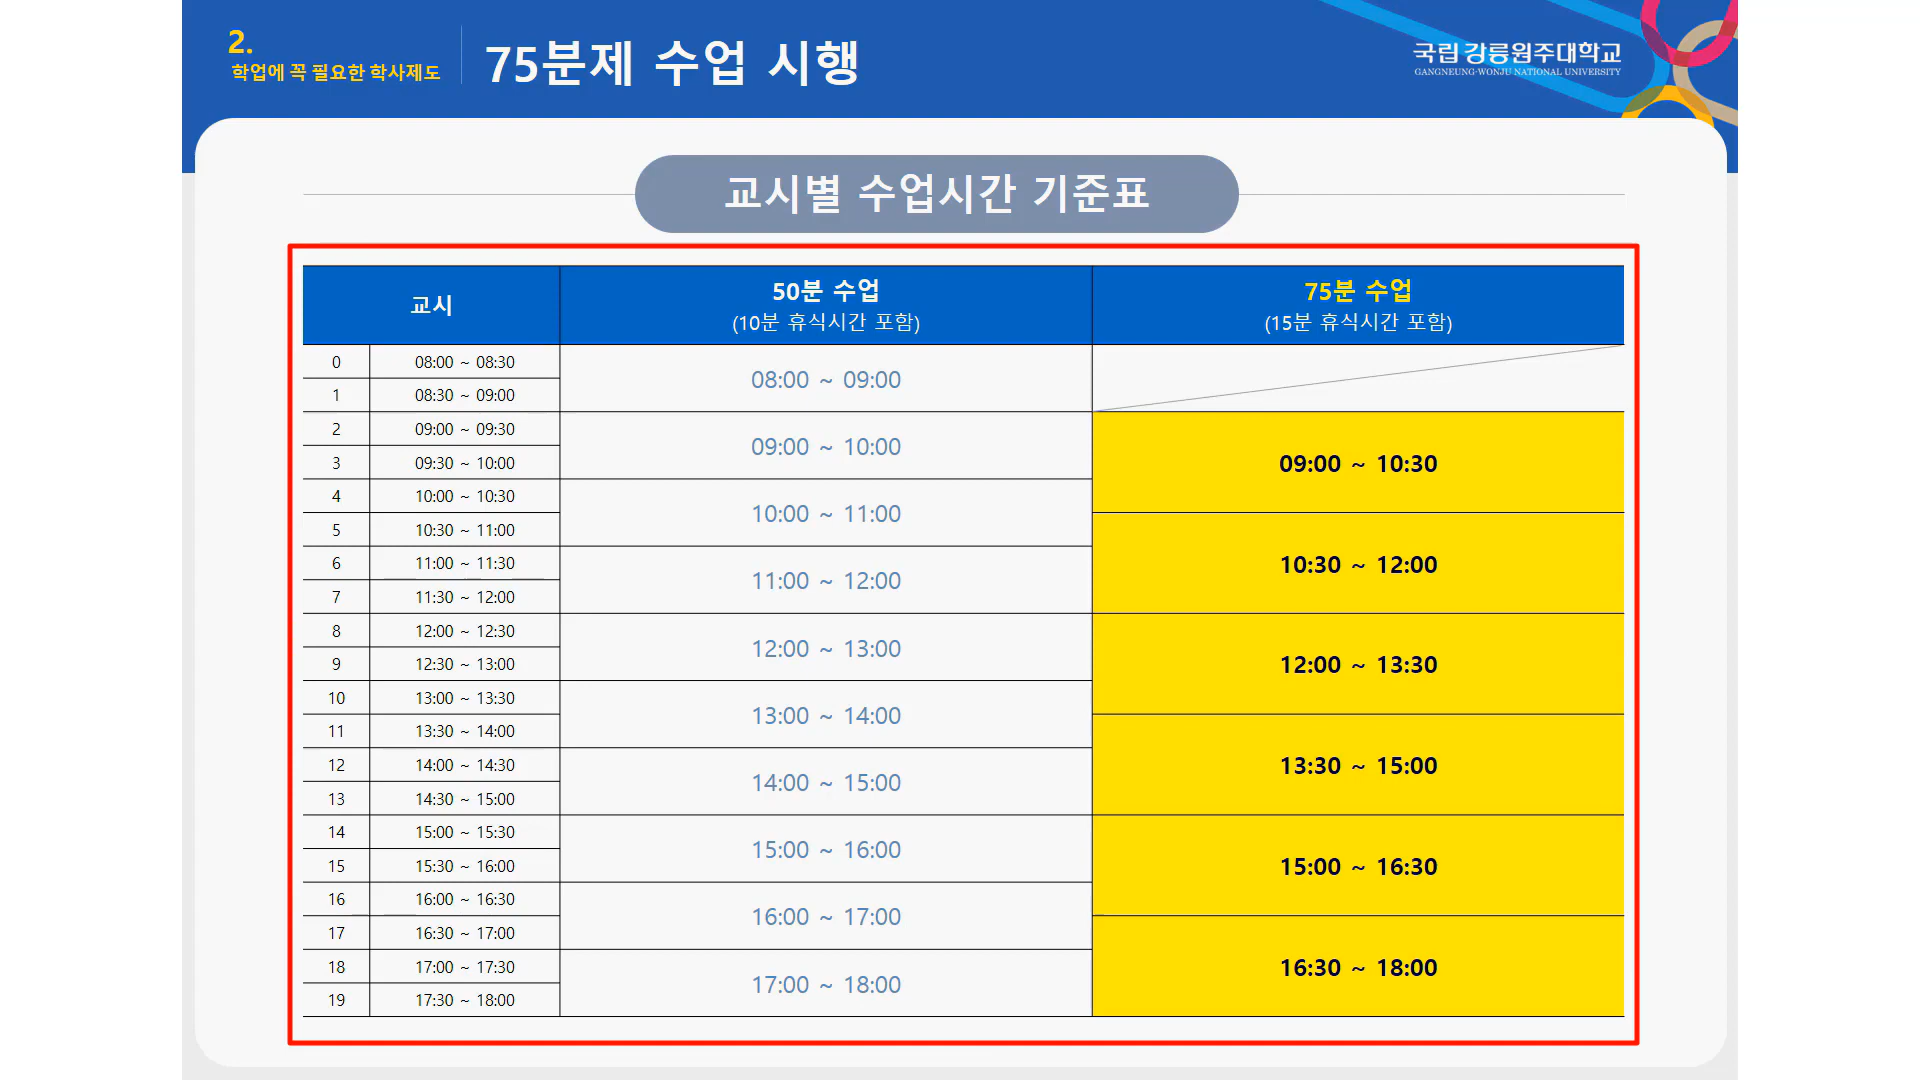 2.
학업에 꼭 필요한 학사제도
75분제 수업 시행
국립강릉원주대학교
GANGNEUNG-WONJU NATIONAL UNIVERSITY
교시별 수업시간 기준표
교시 50분 수업 75분 수업
(10분 휴식시간 포함) (15분 휴식시간 포함)
0 08:00 ~ 08:30
08:00 ~ 09:00
1 08:30 ~ 09:00
2 09:00 ~ 09:30
09:00 ~ 10:00
3 09:30 ~ 10:00 09:00 ~ 10:30
4 10:00 ~ 10:30
10:00 ~ 11:00
5 10:30 ~ 11:00
6 11:00 ~ 11:30 10:30 ~ 12:00
11:00 ~ 12:00
7 11:30 ~ 12:00
8 12:00 ~ 12:30
12:00 ~ 13:00
9 12:30 ~ 13:00 12:00 ~ 13:30
10 13:00 ~ 13:30
13:00 ~ 14:00
11 13:30 ~ 14:00
12 14:00 ~ 14:30 13:30 ~ 15:00
14:00 ~ 15:00
13 14:30 ~ 15:00
14 15:00 ~ 15:30
15:00 ~ 16:00
15 15:30 ~ 16:00 15:00 ~ 16:30
16 16:00 ~ 16:30
16:00 ~ 17:00
17 16:30 ~ 17:00
18 17:00 ~ 17:30 16:30 ~ 18:00
17:00 ~ 18:00
19 17:30 ~ 18:00